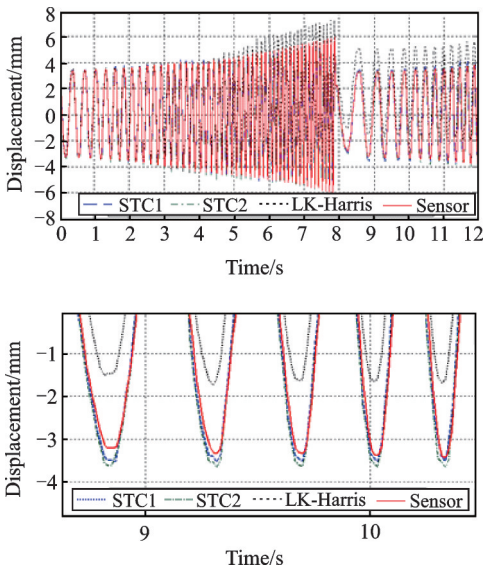 8
6
4
2
0
−2
−4
−6
−8
Displacement/mm
STC1 STC2 LK-Harris Sensor
0 1 2 3 4 5 6 7 8 9 10 11 12
Time/s
−1
−2
−3
−4
Displacement/mm
STC1 STC2 LK-Harris Sensor
9 10
Time/s